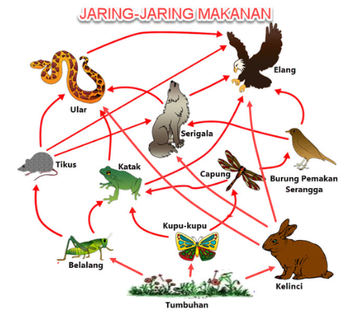 JARING-JARING MAKANAN
Elang
Ular
Serigala
Tikus
Katak
Capung
Burung Pemakan
Serangga
Kupu-kupu
Belalang
Kelinci
Tumbuhan